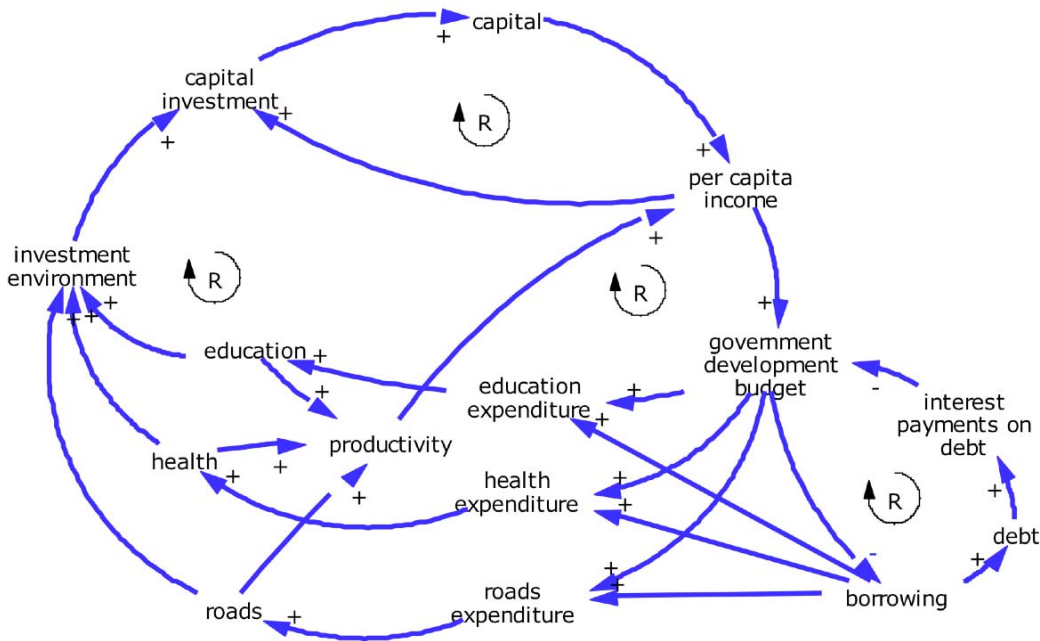 capital
+
+
capital
investment
+
+
R
+
per capita
income
+
investment
environment
R
R
+
+
+
+
government
development
budget
education
+
+
education
expenditure
+
+
-
interest
payments on
debt
productivity
health
+
+
+
health
expenditure
+
+
R
+
debt
roads
+
roads
expenditure
+
+
-
+
borrowing